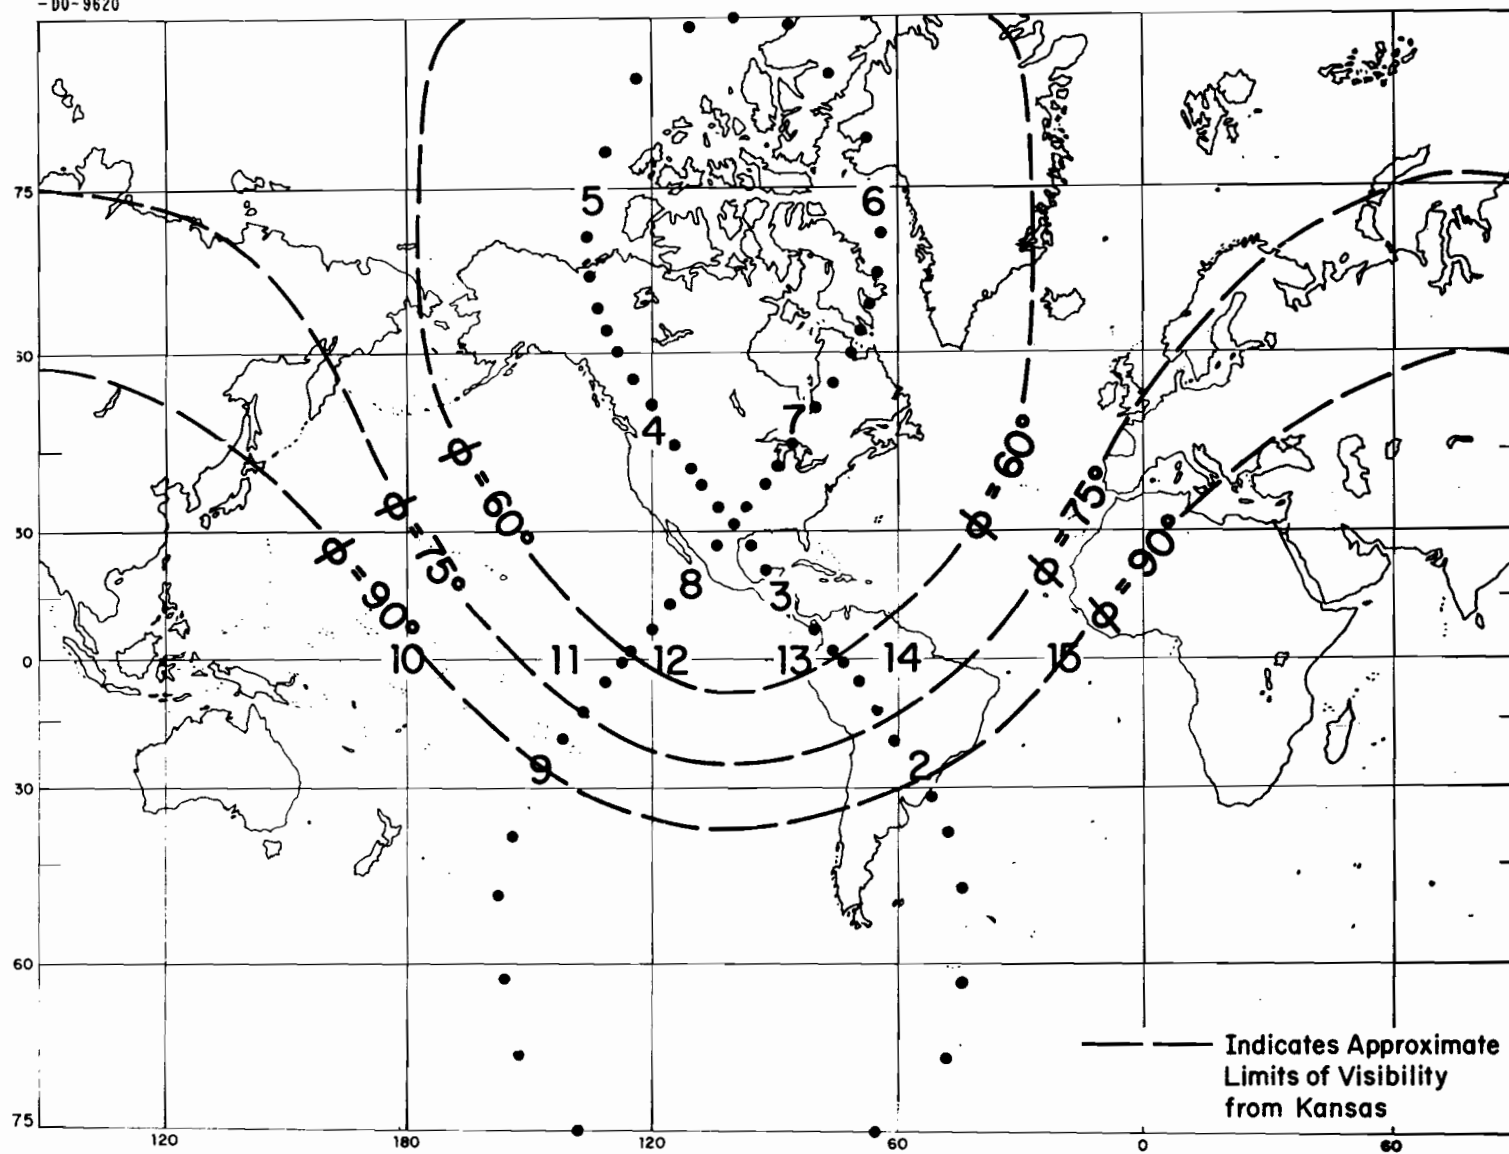 -DO-9620
75
5
6
60
4
7
ϕ = 60°
ϕ = 60°
ϕ = 75°
ϕ = 75°
ϕ = 90°
ϕ = 90°
30
8
3
0
10
11
12
13
14
15
9
2
30
60
Indicates Approximate
Limits of Visibility
from Kansas
75
120
180
120
60
0
60